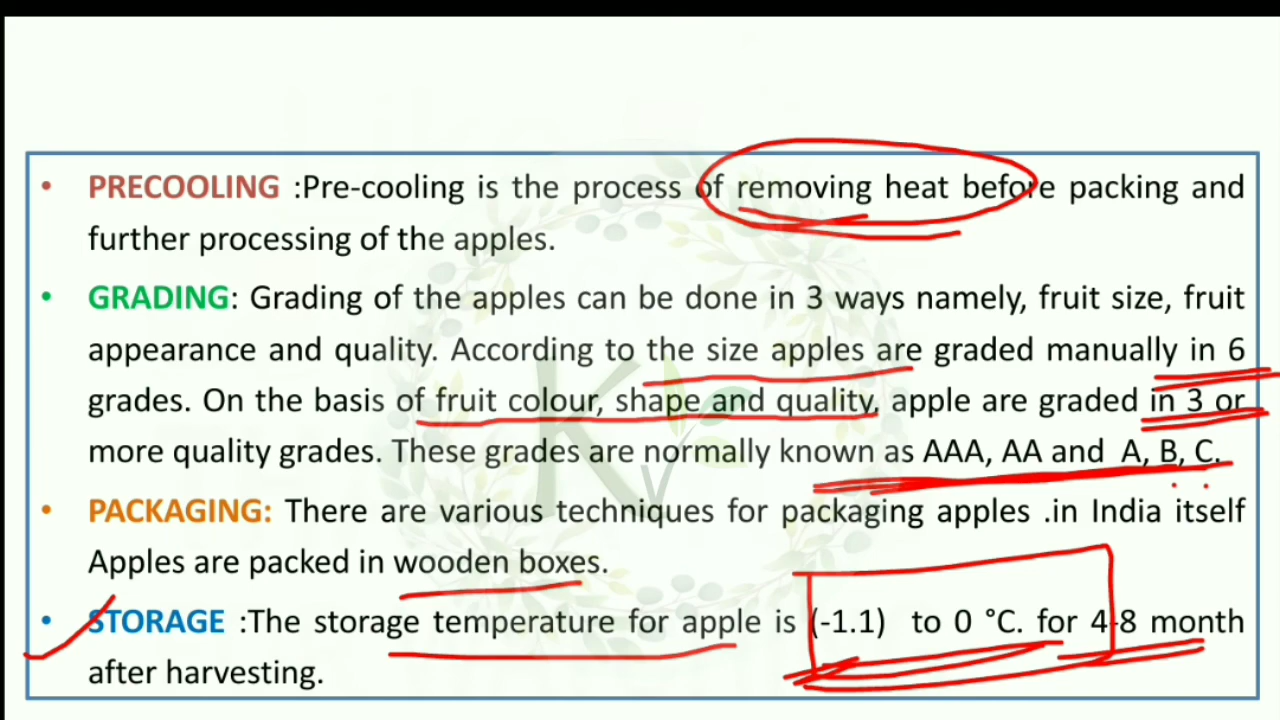 • PRECOOLING :Pre-cooling is the process of removing heat before packing and
further processing of the apples.
• GRADING: Grading of the apples can be done in 3 ways namely, fruit size, fruit
appearance and quality. According to the size apples are graded manually in 6
grades. On the basis of fruit colour, shape and quality, apple are graded in 3 or
more quality grades. These grades are normally known as AAA, AA and A, B, C.
• PACKAGING: There are various techniques for packaging apples .in India itself
Apples are packed in wooden boxes.
• STORAGE :The storage temperature for apple is (-1.1) to 0 °C. for 4-8 month
after harvesting.